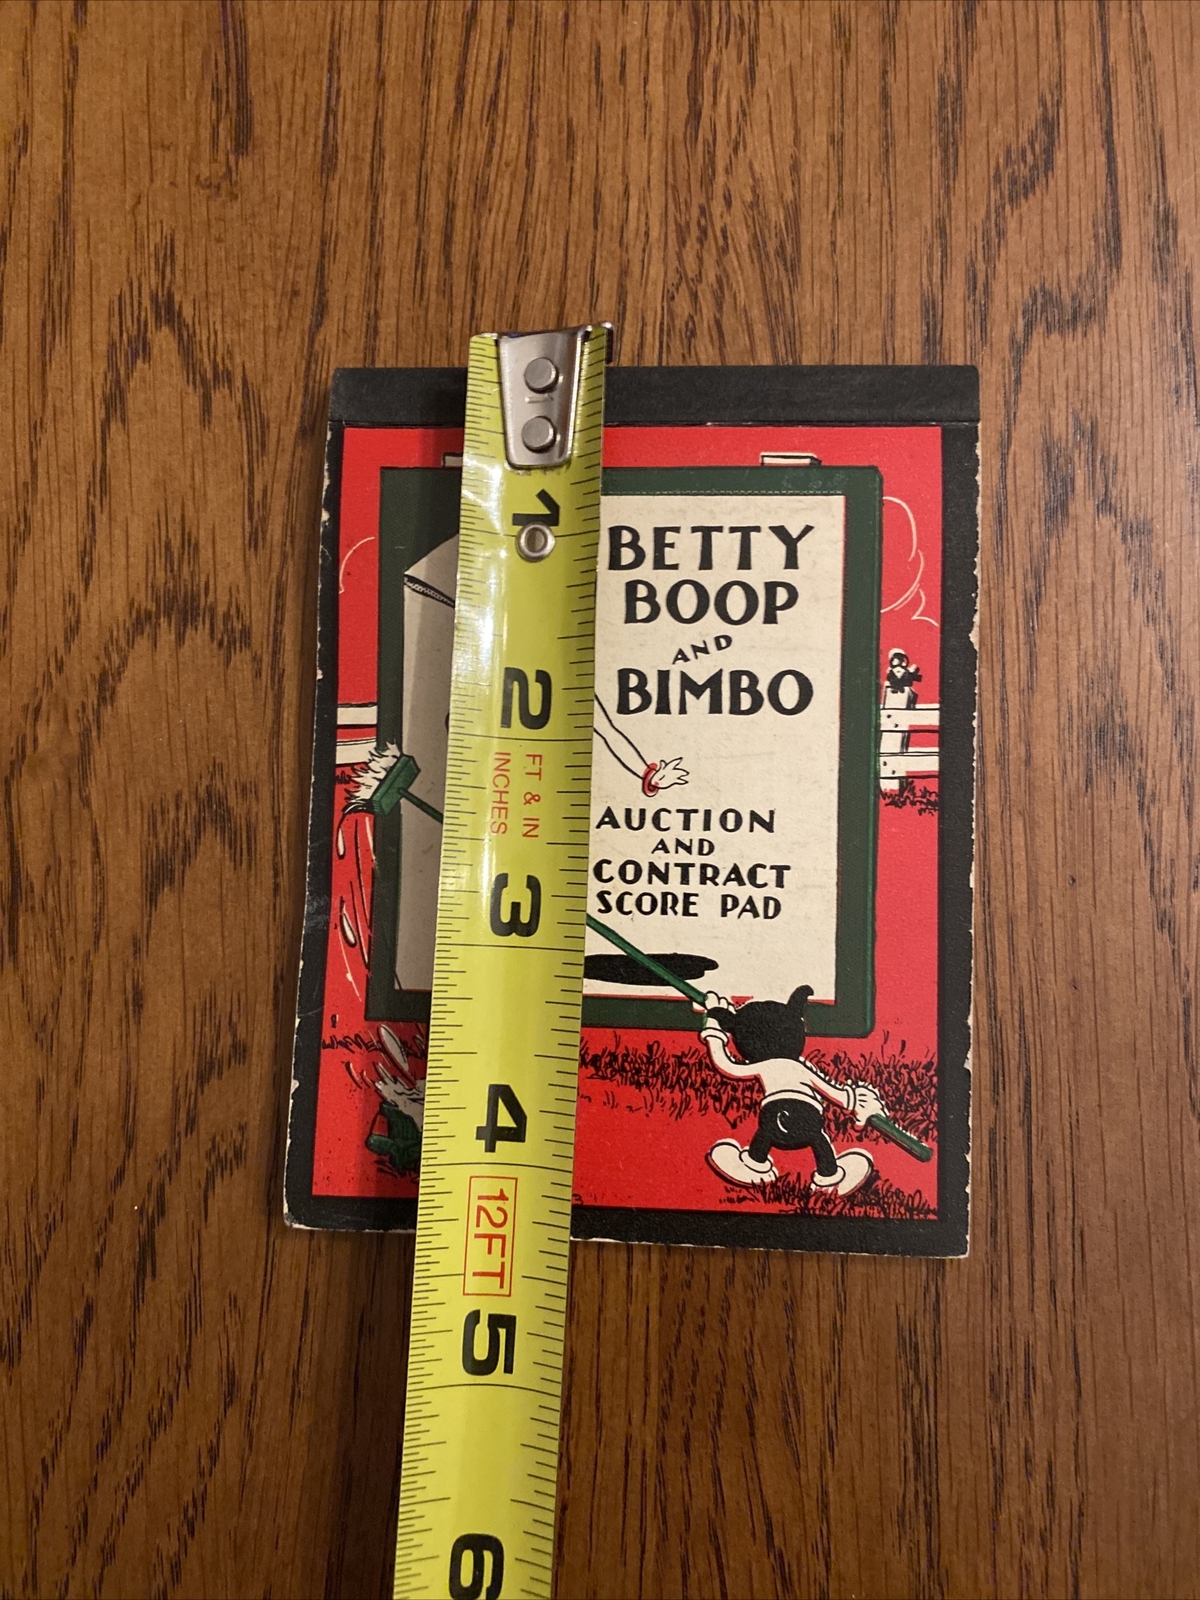 1
2
FT & IN
INCHES
3
4
12FT
5
6
BETTY
BOOP
AND
BIMBO
AUCTION
AND
CONTRACT
SCORE PAD